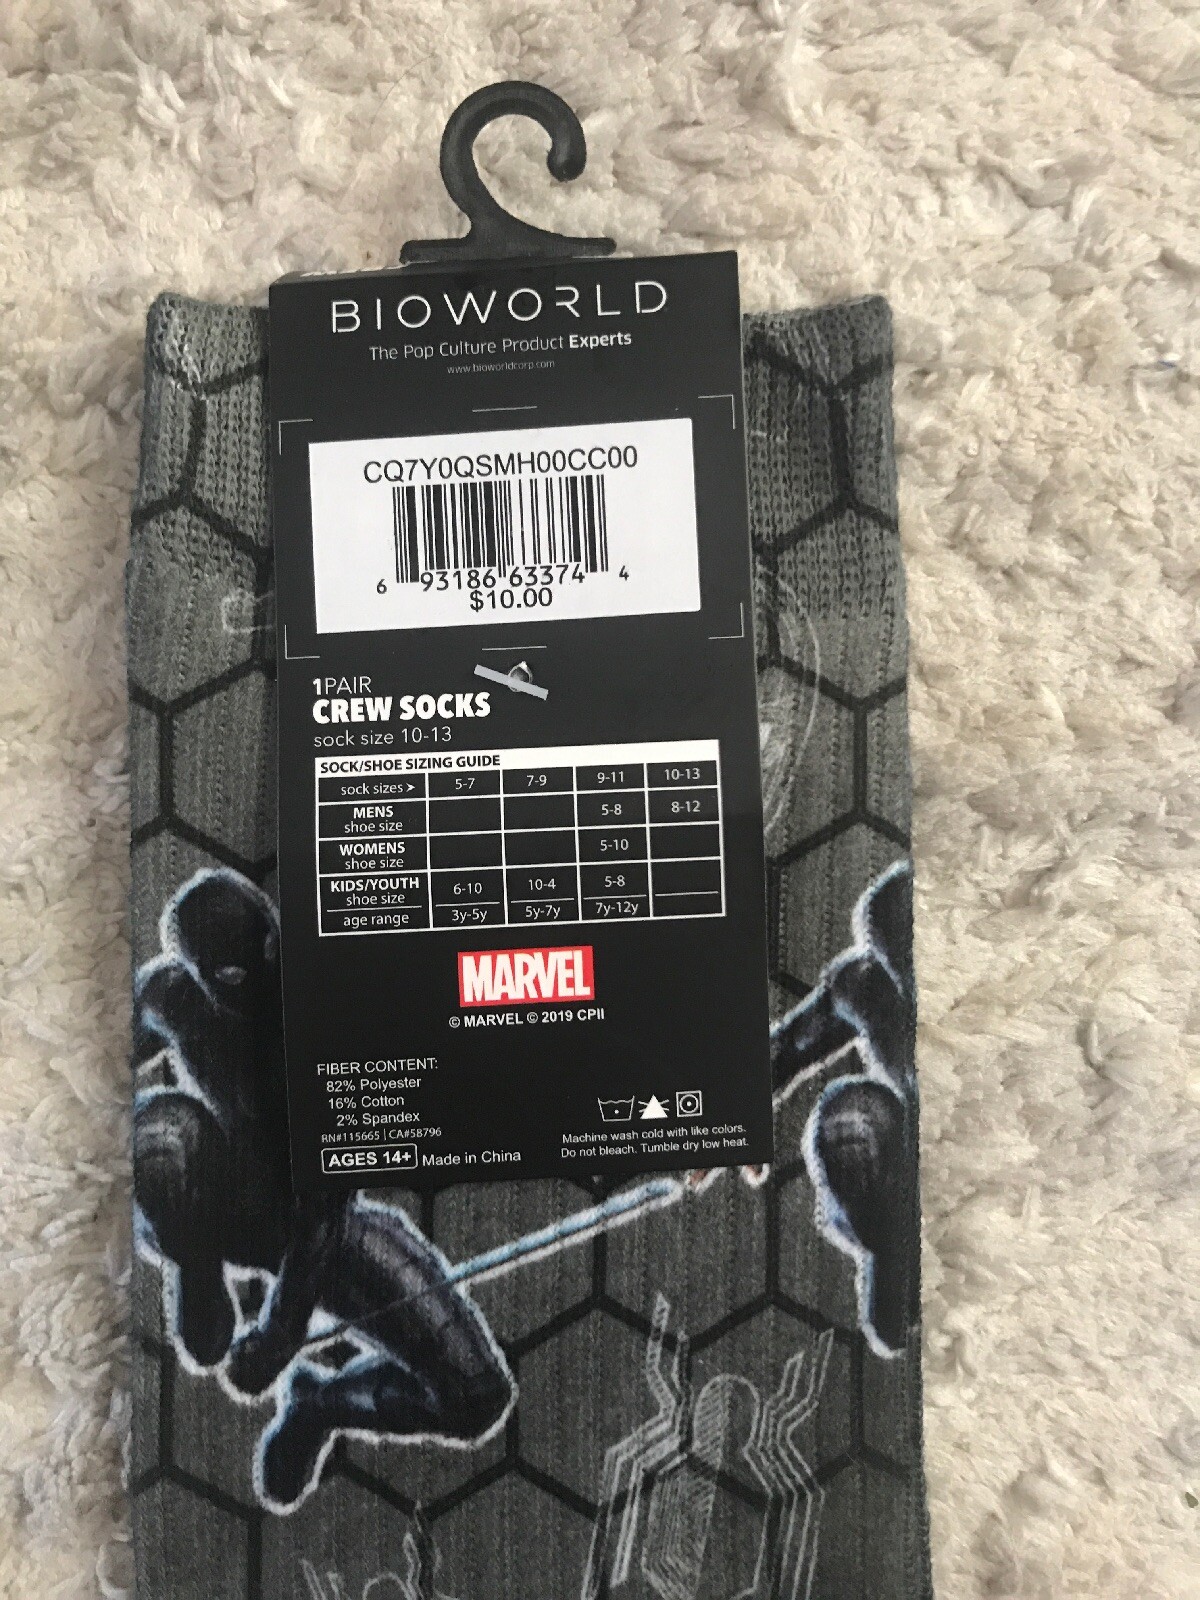 BIOWORLD
The Pop Culture Product Experts
www.bioworldcorp.com
CQ7Y0QSMH00CC00
6 93186 63374 4
$10.00
1PAIR
CREW SOCKS
sock size 10-13
SOCK/SHOE SIZING GUIDE
sock sizes ➤ 5-7 7-9 9-11 10-13
MENS
shoe size 5-8 8-12
WOMENS
shoe size 5-10
KIDS/YOUTH
shoe size 6-10 10-4 5-8
age range 3y-5y 5y-7y 7y-12y
MARVEL
© MARVEL © 2019 CPII
FIBER CONTENT:
82% Polyester
16% Cotton
2% Spandex
RN#115665 | CA#58796
AGES 14+ Made in China
Machine wash cold with like colors.
Do not bleach. Tumble dry low heat.